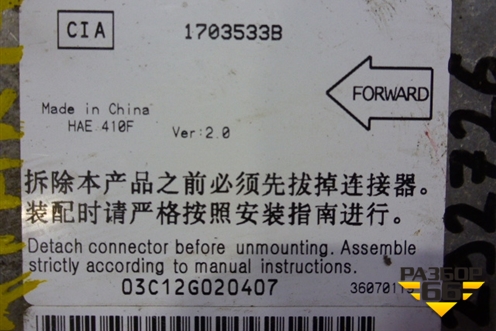 CIA 1703533B
FORWARD
Made in China
HAE 410F Ver:2.0
拆除本产品之前必须先拔掉连接器。
装配时请严格按照安装指南进行。
Detach connector before unmounting. Assemble
strictly according to manual instructions.
03C12G020407
РАЗБОР
66